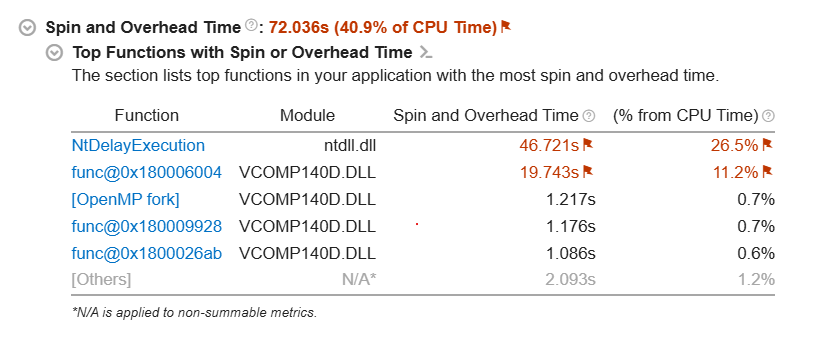 Spin and Overhead Time ?: 72.036s (40.9% of CPU Time)
Top Functions with Spin or Overhead Time
The section lists top functions in your application with the most spin and overhead time.
Function Module Spin and Overhead Time ? (% from CPU Time) ?
NtDelayExecution ntdll.dll 46.721s 26.5%
func@0x180006004 VCOMP140D.DLL 19.743s 11.2%
[OpenMP fork] VCOMP140D.DLL 1.217s 0.7%
func@0x180009928 VCOMP140D.DLL 1.176s 0.7%
func@0x1800026ab VCOMP140D.DLL 1.086s 0.6%
[Others] N/A* 2.093s 1.2%
*N/A is applied to non-summable metrics.